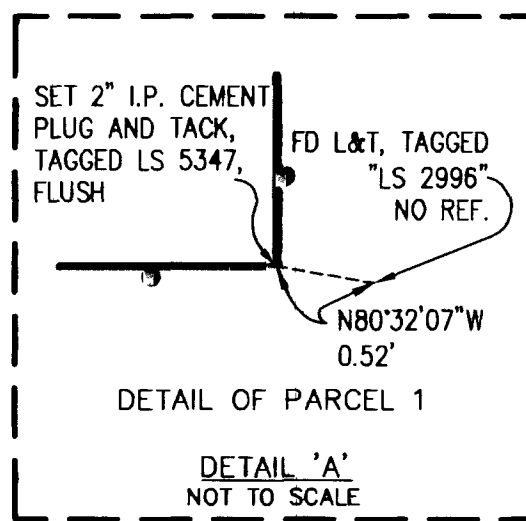 SET 2" I.P. CEMENT
PLUG AND TACK,
TAGGED LS 5347,
FLUSH
FD L&T, TAGGED
"LS 2996"
NO REF.
N80°32'07"W
0.52'
DETAIL OF PARCEL 1
DETAIL 'A'
NOT TO SCALE